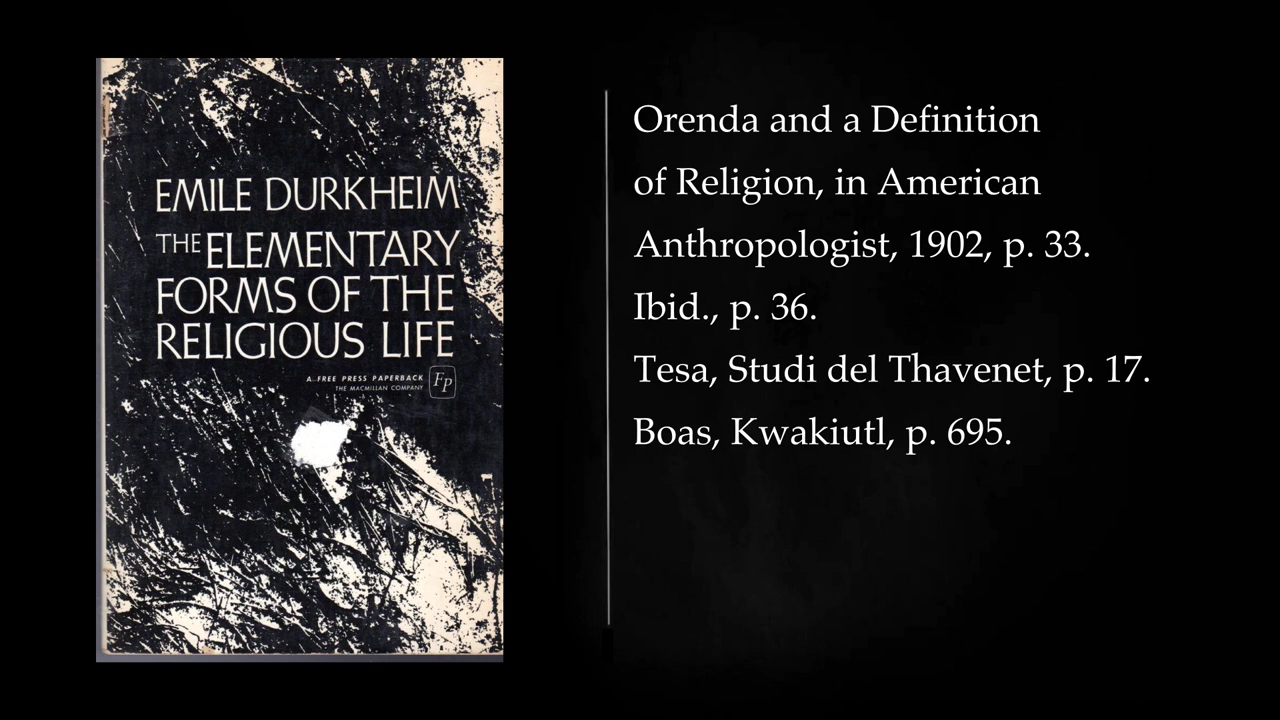 EMILE DURKHEIM
THE ELEMENTARY
FORMS OF THE
RELIGIOUS LIFE
A FREE PRESS PAPERBACK
THE MACMILLAN COMPANY
Fp
Orenda and a Definition
of Religion, in American
Anthropologist, 1902, p. 33.
Ibid., p. 36.
Tesa, Studi del Thavenet, p. 17.
Boas, Kwakiutl, p. 695.